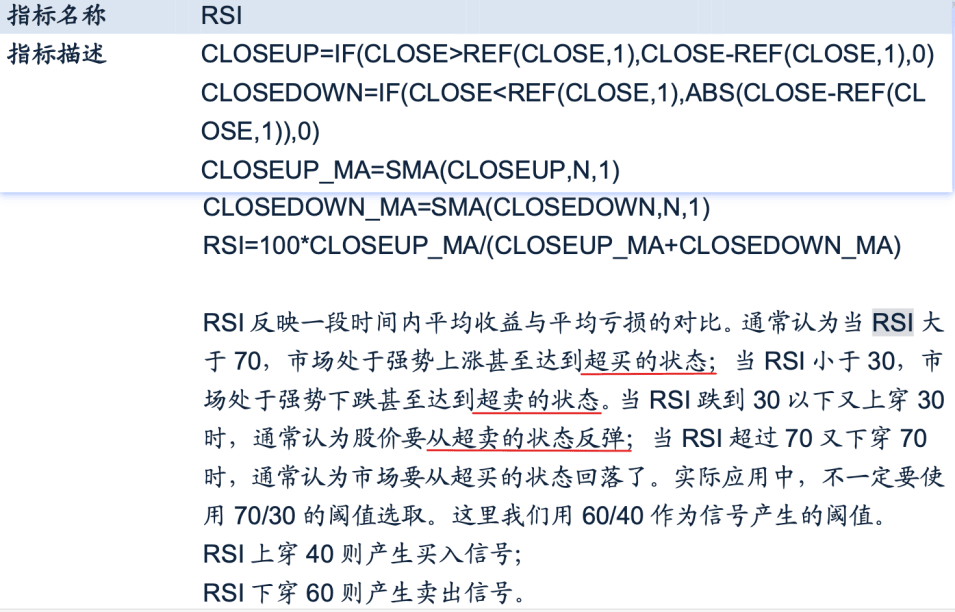 指标名称 RSI
指标描述 CLOSEUP=IF(CLOSE>REF(CLOSE,1),CLOSE-REF(CLOSE,1),0)
CLOSEDOWN=IF(CLOSE<REF(CLOSE,1),ABS(CLOSE-REF(CL
OSE,1)),0)
CLOSEUP_MA=SMA(CLOSEUP,N,1)
CLOSEDOWN_MA=SMA(CLOSEDOWN,N,1)
RSI=100*CLOSEUP_MA/(CLOSEUP_MA+CLOSEDOWN_MA)
RSI 反映一段时间内平均收益与平均亏损的对比。通常认为当 RSI 大
于 70，市场处于强势上涨甚至达到超买的状态；当 RSI 小于 30，市
场处于强势下跌甚至达到超卖的状态。当 RSI 跌到 30 以下又上穿 30
时，通常认为股价要从超卖的状态反弹；当 RSI 超过 70 又下穿 70
时，通常认为市场要从超买的状态回落了。实际应用中，不一定要使
用 70/30 的阈值选取。这里我们用 60/40 作为信号产生的阈值。
RSI 上穿 40 则产生买入信号；
RSI 下穿 60 则产生卖出信号。